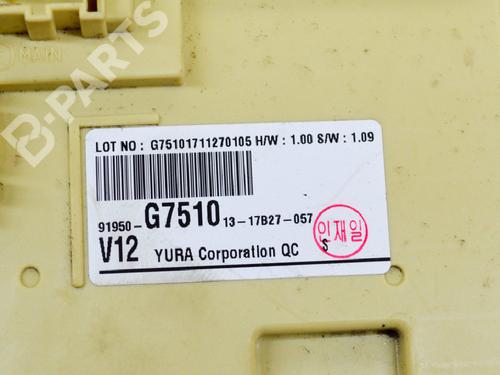 MAIN
B-PARTS
LOT NO : G75101711270105 H/W : 1.00 S/W : 1.09
91950-G7510 13-17B27-057
V12 YURA Corporation QC S
인재일